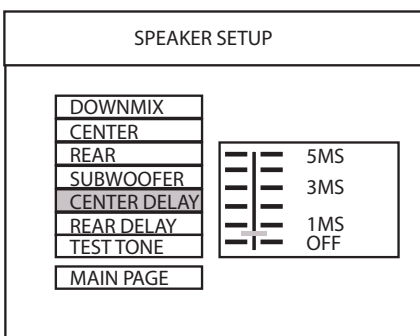 SPEAKER SETUP
DOWNMIX
CENTER
REAR
SUBWOOFER
CENTER DELAY
REAR DELAY
TEST TONE
MAIN PAGE
5MS
3MS
1MS
OFF